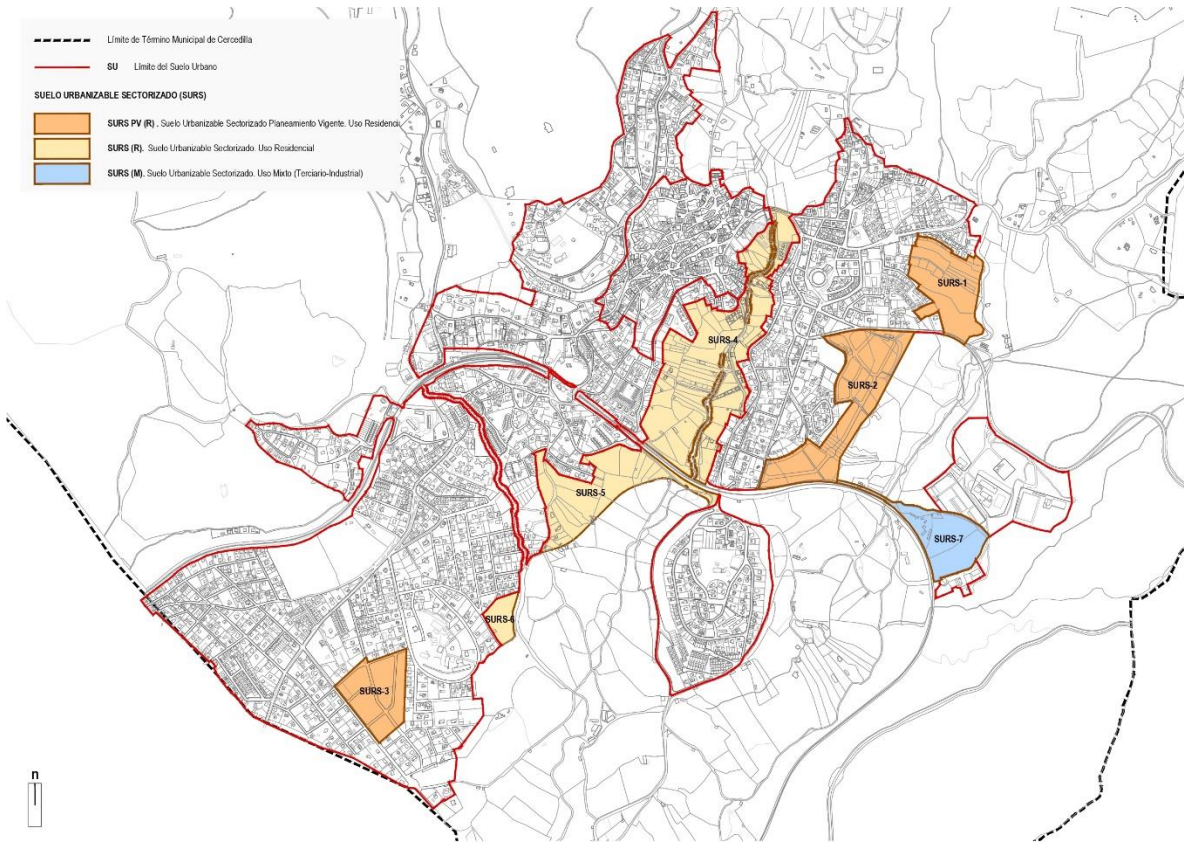 Límite de Término Municipal de Cercedilla
SU Límite del Suelo Urbano
SUELO URBANIZABLE SECTORIZADO (SURS)
SURS PV (R) . Suelo Urbanizable Sectorizado Planeamiento Vigente. Uso Residenci
SURS (R). Suelo Urbanizable Sectorizado. Uso Residencial
SURS (M). Suelo Urbanizable Sectorizado. Uso Mixto (Terciario-Industrial)
SURS-1
SURS-4
SURS-2
SURS-5
SURS-7
SURS-6
SURS-3
n